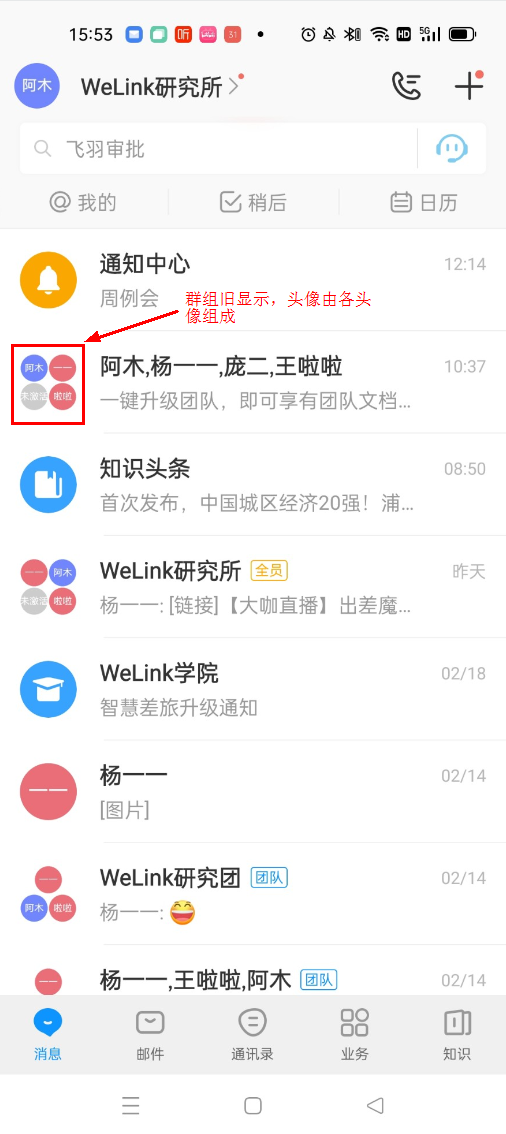 15:53 听 31 HD 5G
阿木 WeLink研究所
飞羽审批
@ 我的 稍后 日历
通知中心 12:14
周例会
群组旧显示，头像由各头
像组成
阿木 一一 未激活 啦啦
阿木,杨一一,庞二,王啦啦 10:37
一键升级团队，即可享有团队文档...
知识头条 08:50
首次发布，中国城区经济20强！浦...
一一 阿木 未激活 啦啦
WeLink研究所 全员 昨天
杨一一: [链接]【大咖直播】出差魔...
WeLink学院 02/18
智慧差旅升级通知
一一
杨一一 02/14
[图片]
一一 阿木 啦啦
WeLink研究团 团队 02/14
杨一一:
一一
杨一一,王啦啦,阿木 团队 02/14
消息 邮件 通讯录 业务 知识